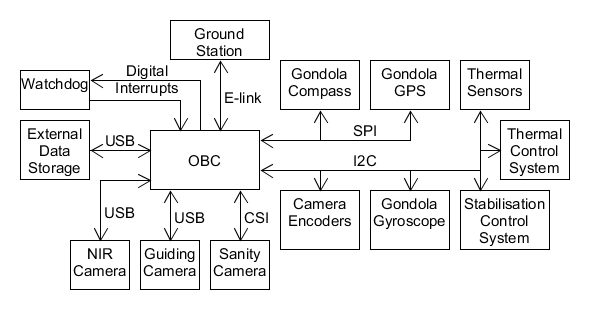 Ground
Station
Gondola
Compass
Gondola
GPS
Thermal
Sensors
Watchdog
Digital
Interrupts
E-link
External
Data
Storage
USB
OBC
SPI
I2C
Thermal
Control
System
USB
USB
CSI
Camera
Encoders
Gondola
Gyroscope
Stabilisation
Control
System
NIR
Camera
Guiding
Camera
Sanity
Camera